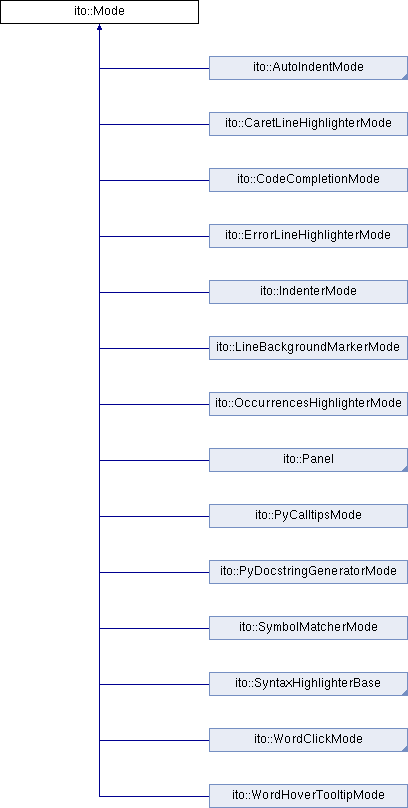 ito::Mode
ito::AutoIndentMode
ito::CaretLineHighlighterMode
ito::CodeCompletionMode
ito::ErrorLineHighlighterMode
ito::IndenterMode
ito::LineBackgroundMarkerMode
ito::OccurrencesHighlighterMode
ito::Panel
ito::PyCalltipsMode
ito::PyDocstringGeneratorMode
ito::SymbolMatcherMode
ito::SyntaxHighlighterBase
ito::WordClickMode
ito::WordHoverTooltipMode